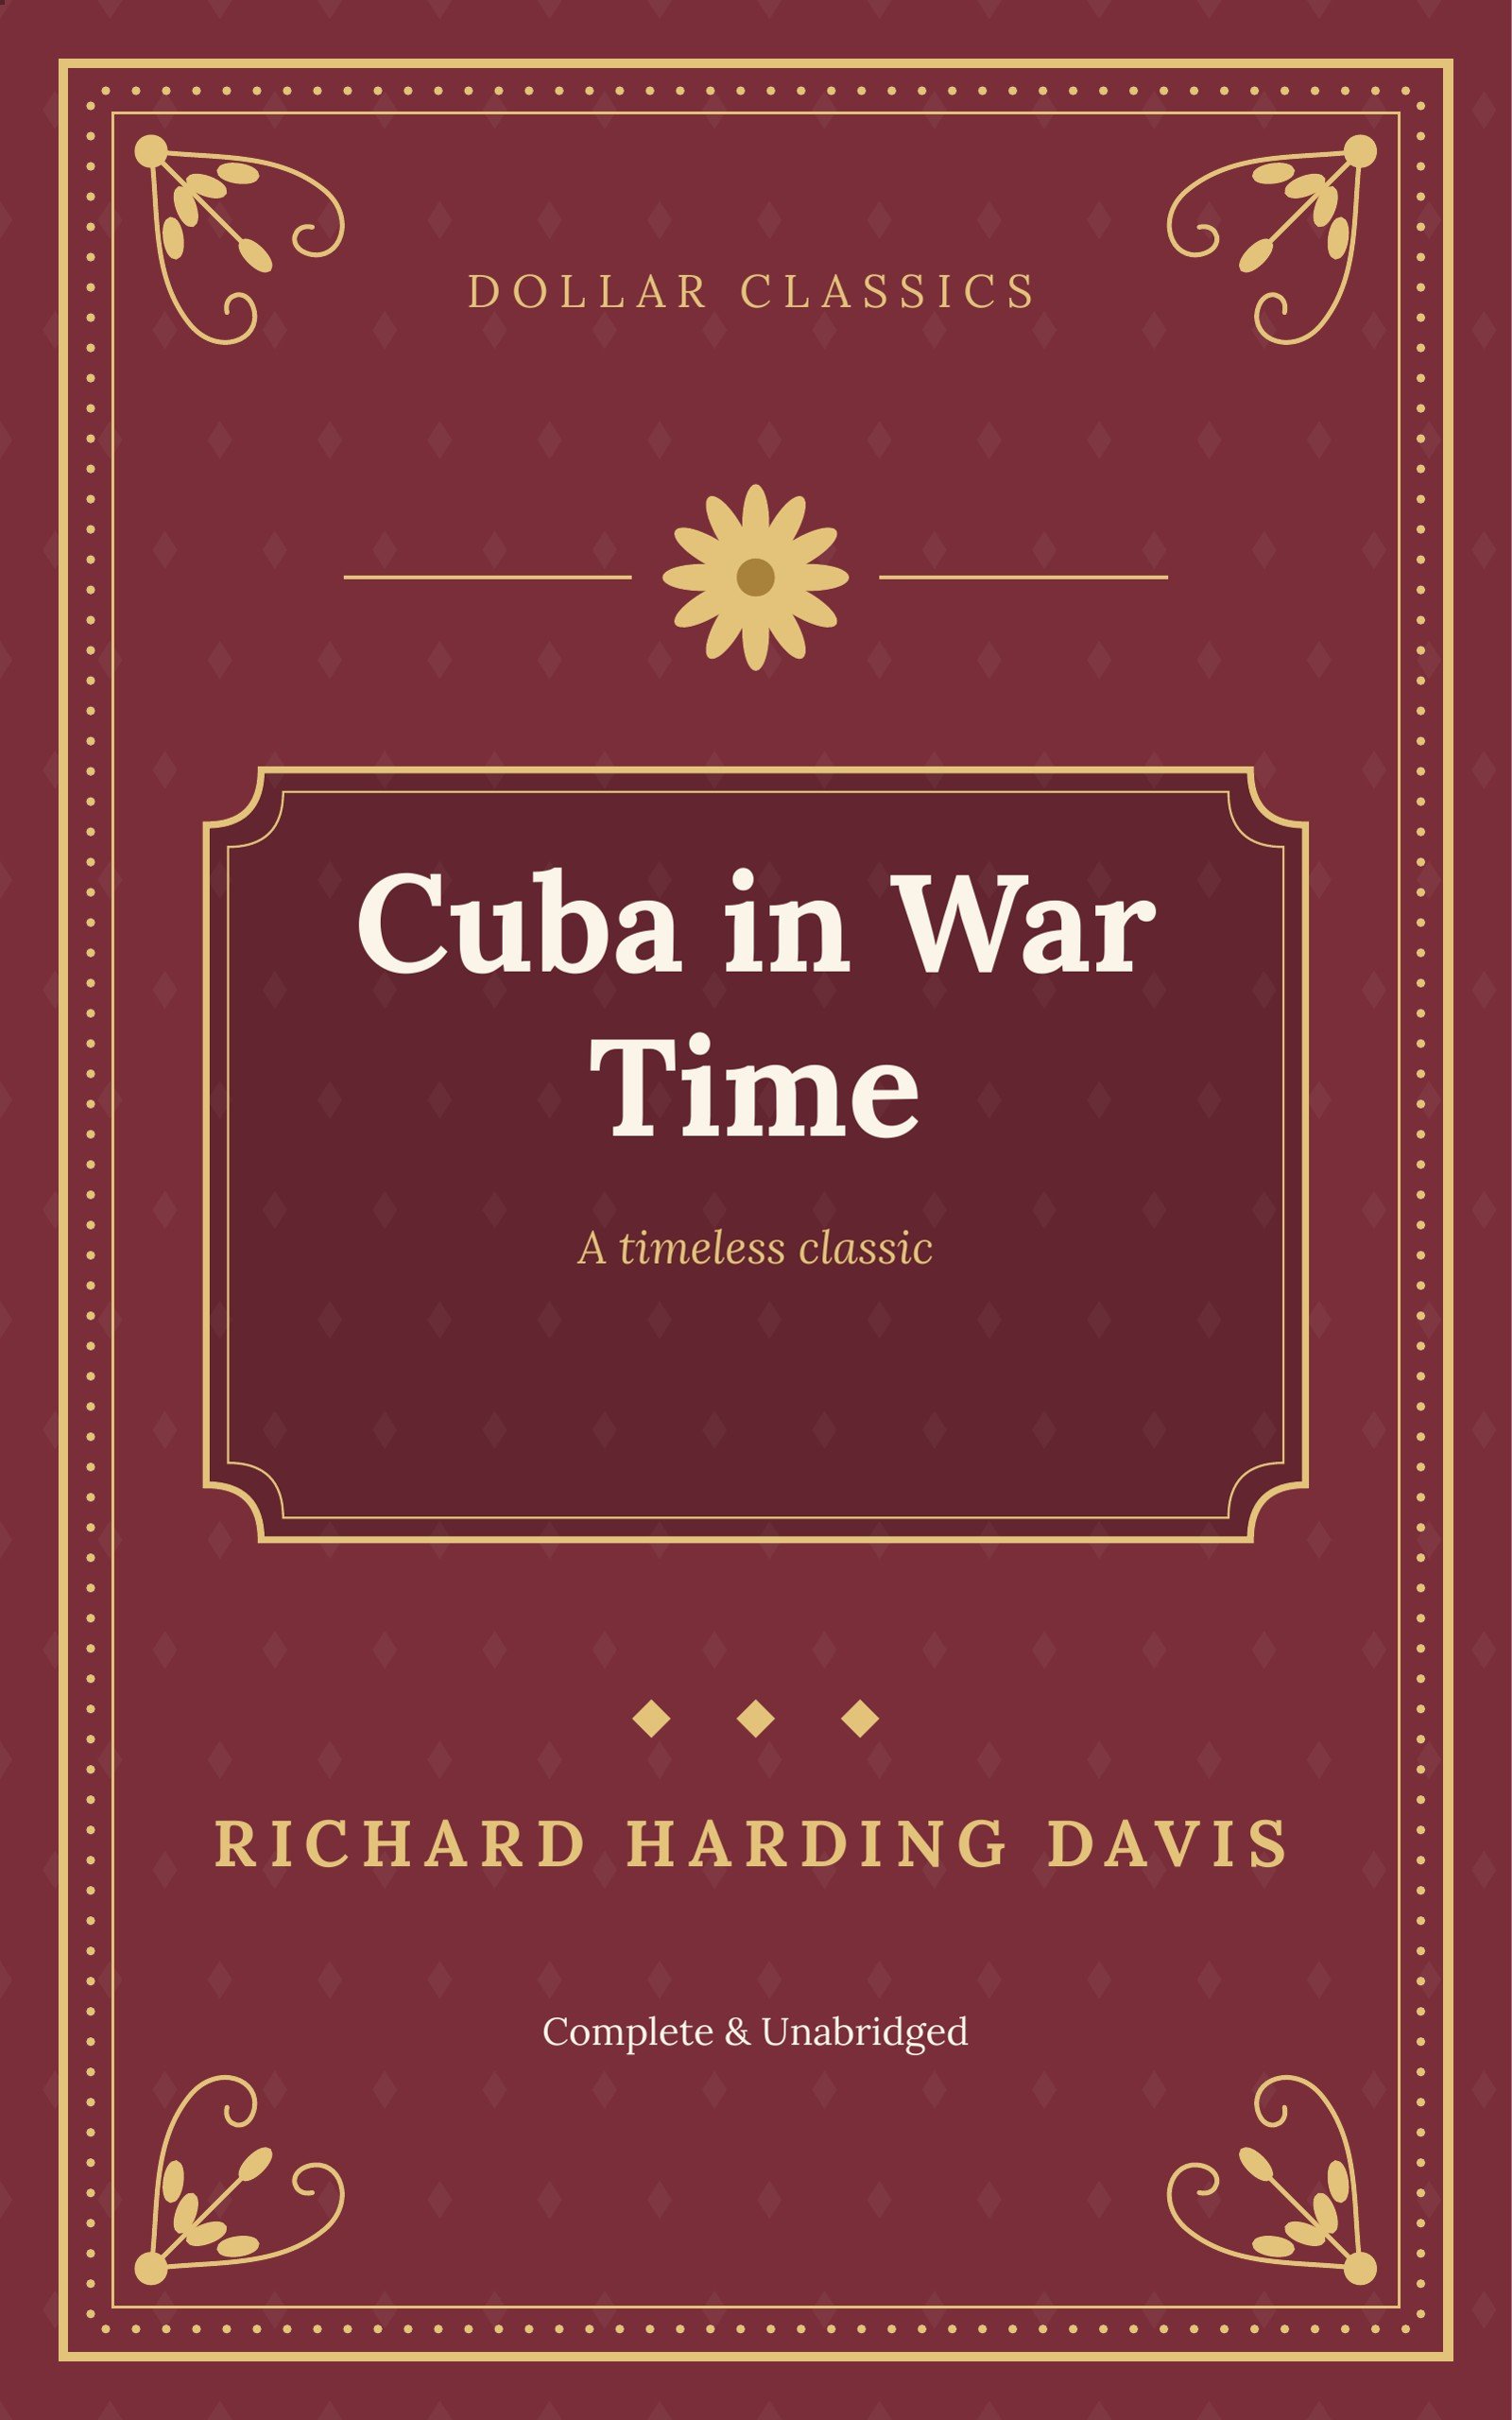 DOLLAR CLASSICS
Cuba in War
Time
A timeless classic
RICHARD HARDING DAVIS
Complete & Unabridged